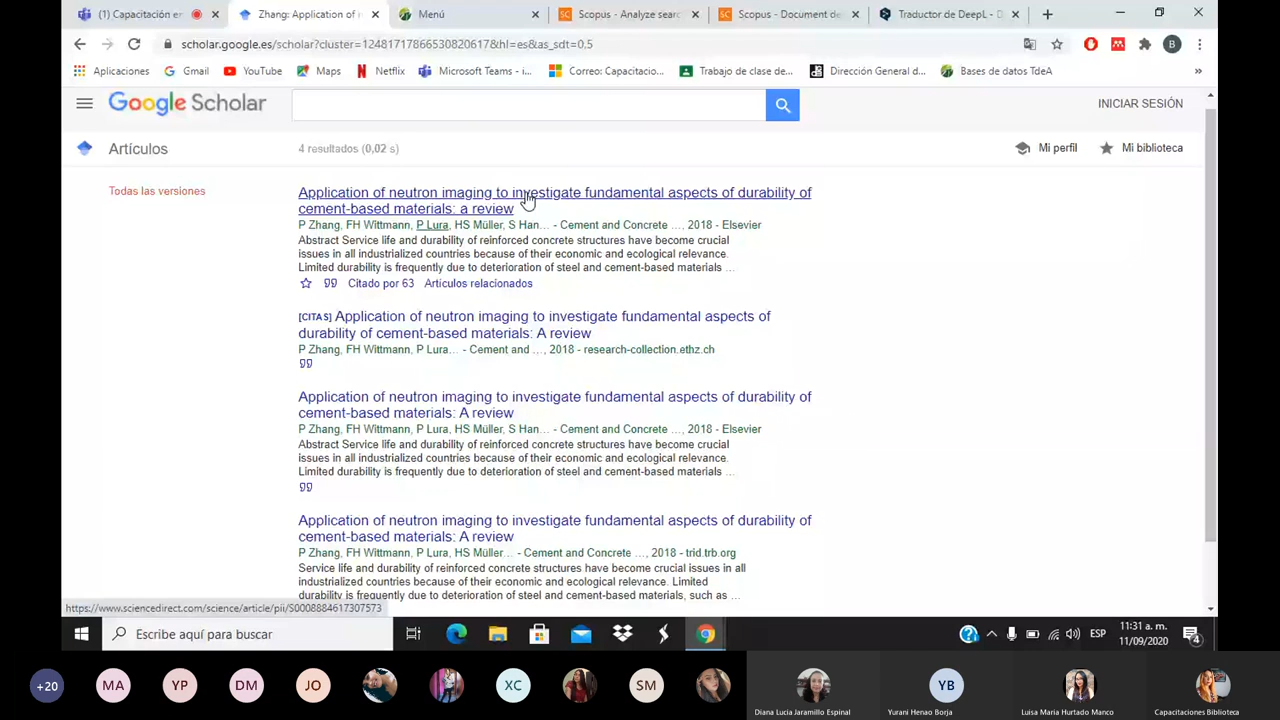 (1) Capacitación en
Zhang: Application of n
Menú
Scopus - Analyze searc
Scopus - Document de
Traductor de DeepL - D
scholar.google.es/scholar?cluster=12481717866530820617&hl=es&as_sdt=0,5
B
Aplicaciones
Gmail
YouTube
Maps
Netflix
Microsoft Teams - i...
Correo: Capacitacio...
Trabajo de clase de...
Dirección General d...
Bases de datos TdeA
»
Google Scholar
INICIAR SESIÓN
Artículos
4 resultados (0,02 s)
Mi perfil
Mi biblioteca
Todas las versiones
Application of neutron imaging to investigate fundamental aspects of durability of
cement-based materials: a review
P Zhang, FH Wittmann, P Lura, HS Müller, S Han... - Cement and Concrete ..., 2018 - Elsevier
Abstract Service life and durability of reinforced concrete structures have become crucial
issues in all industrialized countries because of their economic and ecological relevance.
Limited durability is frequently due to deterioration of steel and cement-based materials ...
Citado por 63 Artículos relacionados
[CITAS] Application of neutron imaging to investigate fundamental aspects of
durability of cement-based materials: A review
P Zhang, FH Wittmann, P Lura... - Cement and ..., 2018 - research-collection.ethz.ch
Application of neutron imaging to investigate fundamental aspects of durability of
cement-based materials: A review
P Zhang, FH Wittmann, P Lura, HS Müller, S Han... - Cement and Concrete ..., 2018 - Elsevier
Abstract Service life and durability of reinforced concrete structures have become crucial
issues in all industrialized countries because of their economic and ecological relevance.
Limited durability is frequently due to deterioration of steel and cement-based materials ...
Application of neutron imaging to investigate fundamental aspects of durability of
cement-based materials: A review
P Zhang, FH Wittmann, P Lura, HS Müller... - Cement and Concrete ..., 2018 - trid.trb.org
Service life and durability of reinforced concrete structures have become crucial issues in all
industrialized countries because of their economic and ecological relevance. Limited
durability is frequently due to deterioration of steel and cement-based materials, such as ...
https://www.sciencedirect.com/science/article/pii/S0008884617307573
Escribe aquí para buscar
ESP
11:31 a. m.
11/09/2020
4
+20
MA
YP
DM
JO
XC
SM
YB
Diana Lucia Jaramillo Espinal
Yurani Henao Borja
Luisa Maria Hurtado Manco
Capacitaciones Biblioteca